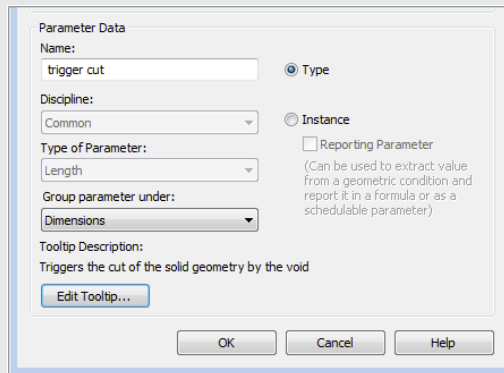 Parameter Data
Name:
trigger cut
Type
Discipline:
Common
Instance
Type of Parameter:
Reporting Parameter
Length
(Can be used to extract value
from a geometric condition and
report it in a formula or as a
schedulable parameter)
Group parameter under:
Dimensions
Tooltip Description:
Triggers the cut of the solid geometry by the void
Edit Tooltip...
OK
Cancel
Help